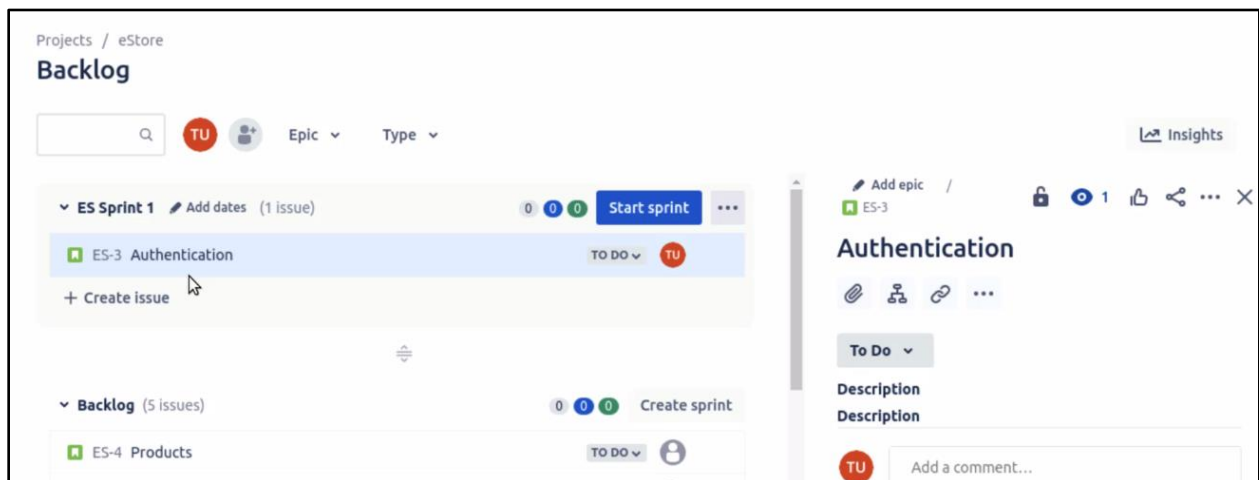 Projects / eStore
Backlog
TU
Epic
Type
Insights
ES Sprint 1 Add dates (1 issue) 0 0 0 Start sprint ...
ES-3 Authentication TO DO TU
+ Create issue
Backlog (5 issues) 0 0 0 Create sprint
ES-4 Products TO DO
Add epic /
ES-3
1
Authentication
To Do
Description
Description
TU Add a comment...